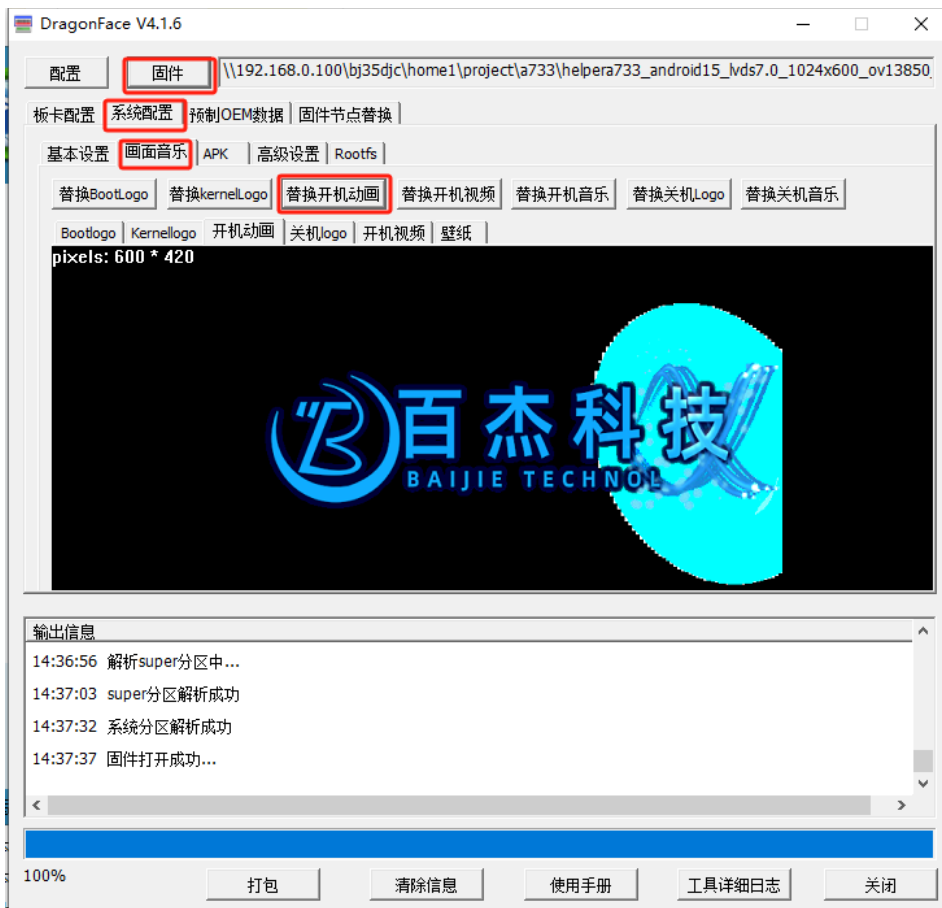 DragonFace V4.1.6
配置 固件 \\192.168.0.100\bj35djc\home1\project\a733\helpera733_android15_lvds7.0_1024x600_ov13850_
板卡配置 系统配置 预制OEM数据 固件节点替换
基本设置 画面音乐 APK 高级设置 Rootfs
替换BootLogo 替换kernelLogo 替换开机动画 替换开机视频 替换开机音乐 替换关机Logo 替换关机音乐
Bootlogo Kernellogo 开机动画 关机logo 开机视频 壁纸
pixels: 600 * 420
百杰科技
BAIJIE TECHNOL
输出信息
14:36:56 解析super分区中...
14:37:03 super分区解析成功
14:37:32 系统分区解析成功
14:37:37 固件打开成功...
100% 打包 清除信息 使用手册 工具详细日志 关闭